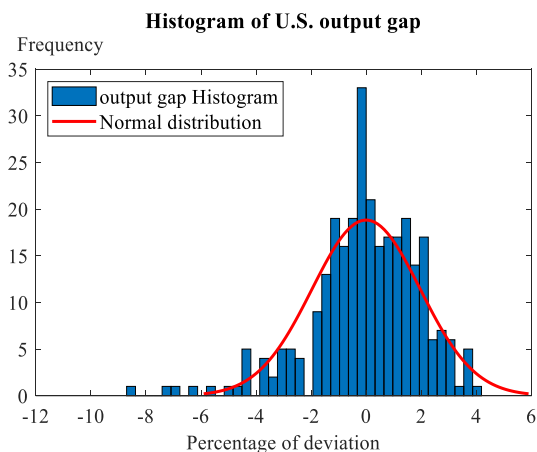 Histogram of U.S. output gap
Frequency
35
30
25
20
15
10
5
0
output gap Histogram
Normal distribution
-12 -10 -8 -6 -4 -2 0 2 4 6
Percentage of deviation